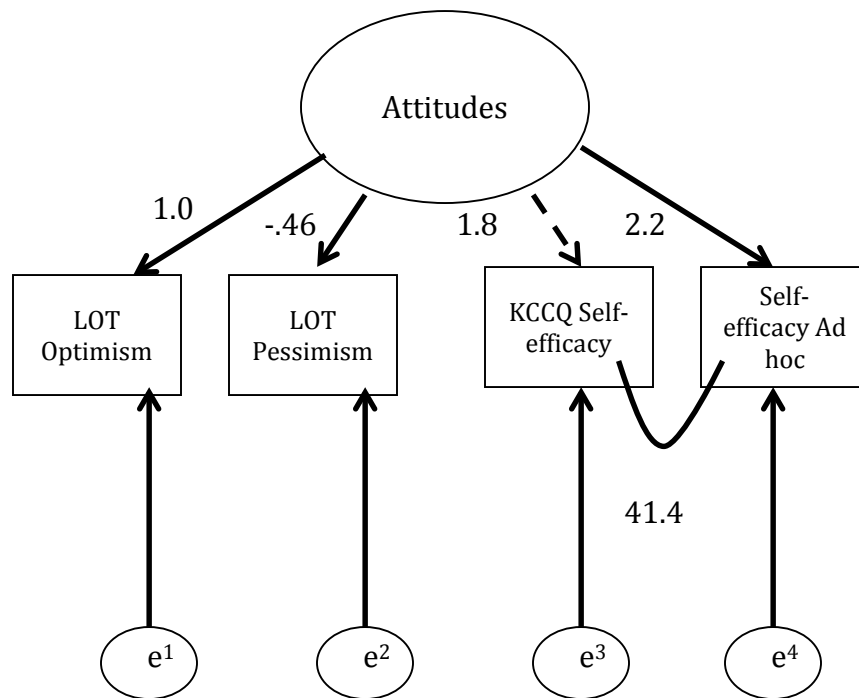 Attitudes
1.0
-.46
1.8
2.2
LOT
Optimism
LOT
Pessimism
KCCQ Self-
efficacy
Self-
efficacy Ad
hoc
41.4
e1
e2
e3
e4